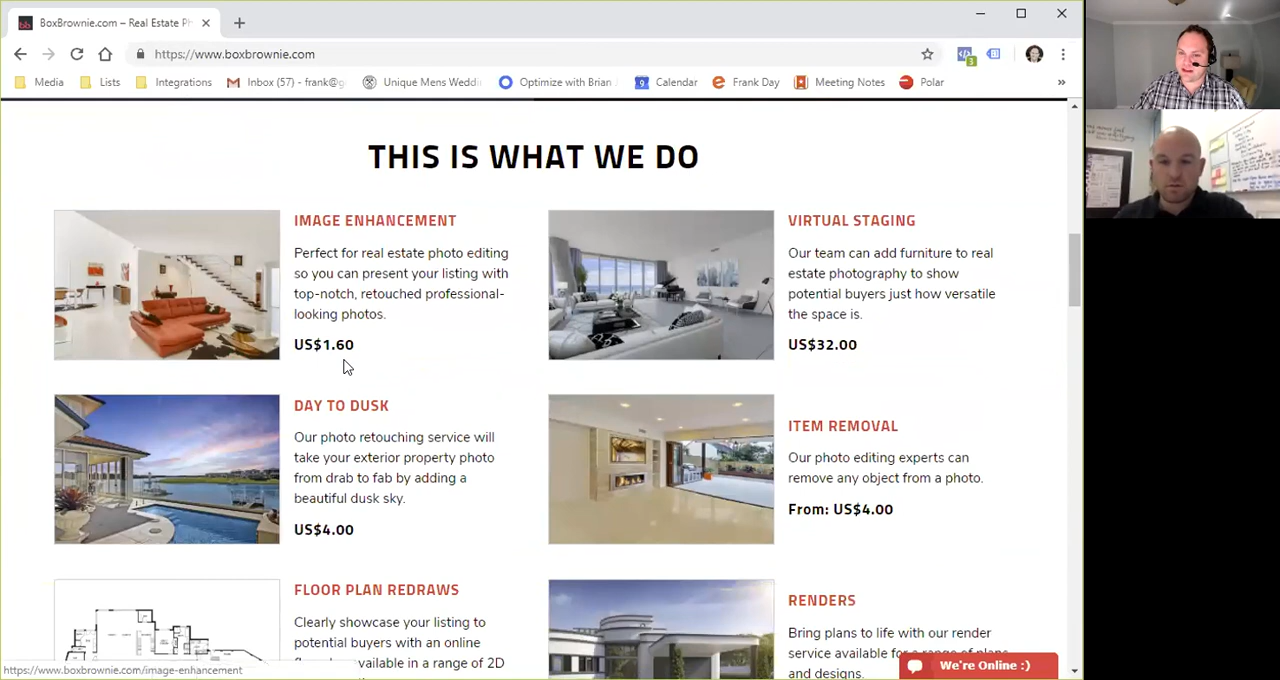 BoxBrownie.com – Real Estate Ph
https://www.boxbrownie.com
3
Media
Lists
Integrations
Inbox (57) - frank@g
Unique Mens Weddi
Optimize with Brian
9
Calendar
Frank Day
Meeting Notes
Polar
»
THIS IS WHAT WE DO
IMAGE ENHANCEMENT
Perfect for real estate photo editing
so you can present your listing with
top-notch, retouched professional-
looking photos.
US$1.60
VIRTUAL STAGING
Our team can add furniture to real
estate photography to show
potential buyers just how versatile
the space is.
US$32.00
DAY TO DUSK
Our photo retouching service will
take your exterior property photo
from drab to fab by adding a
beautiful dusk sky.
US$4.00
ITEM REMOVAL
Our photo editing experts can
remove any object from a photo.
From: US$4.00
FLOOR PLAN REDRAWS
Clearly showcase your listing to
potential buyers with an online
available in a range of 2D
RENDERS
Bring plans to life with our render
service available for a range of plans
and designs.
https://www.boxbrownie.com/image-enhancement
We're Online :)